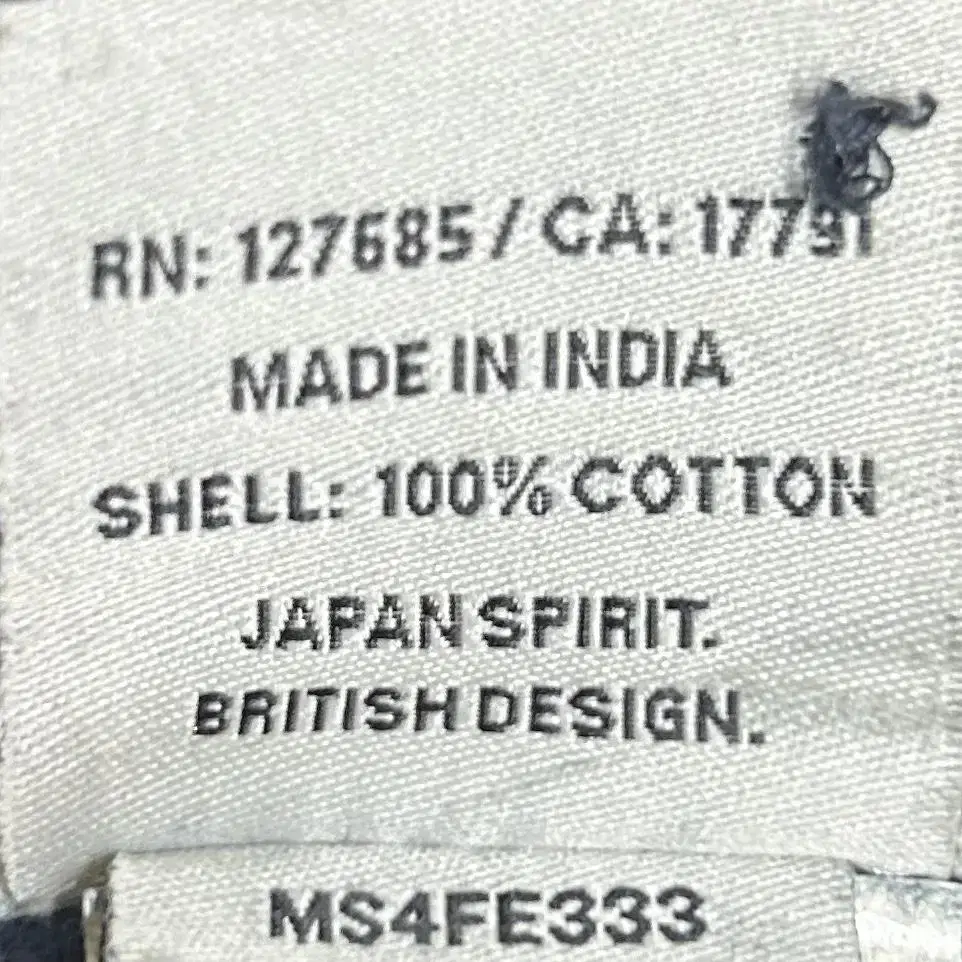 RN: 127685 / CA: 17791
MADE IN INDIA
SHELL: 100% COTTON
JAPAN SPIRIT.
BRITISH DESIGN.
MS4FE333